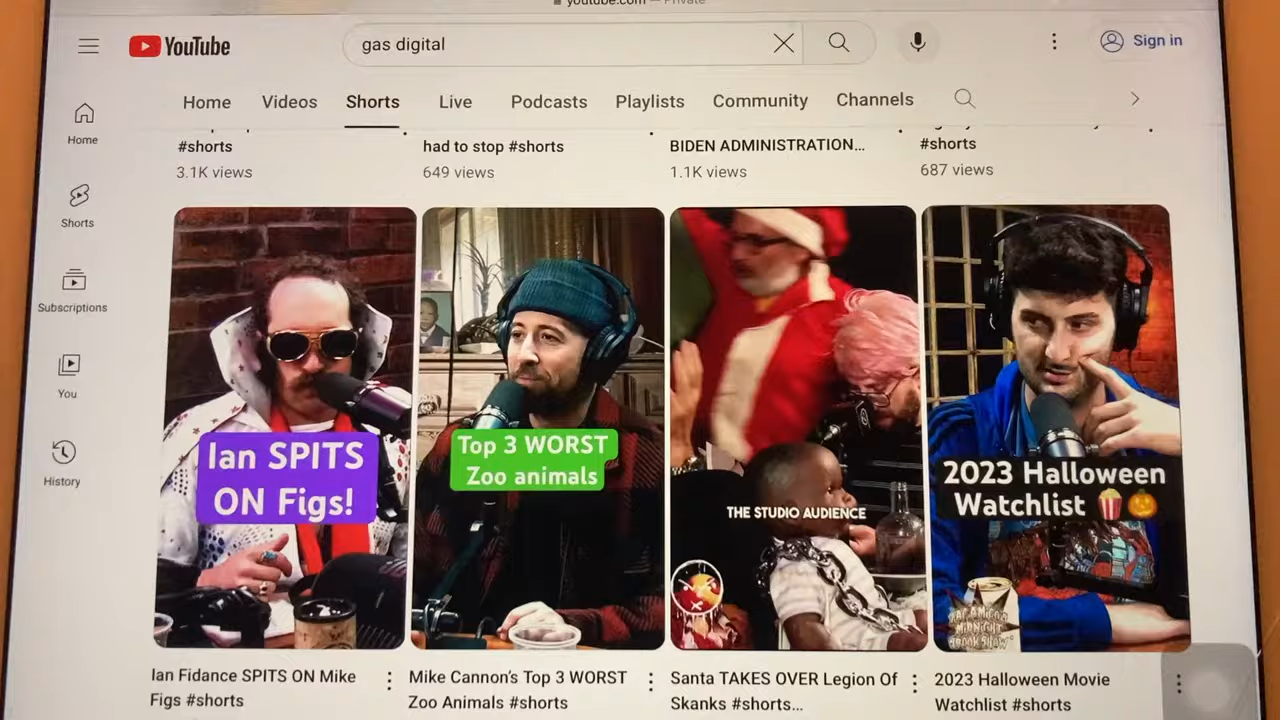 youtube.com — Private
YouTube
gas digital
Sign in
Home Videos Shorts Live Podcasts Playlists Community Channels
Home
Shorts
Subscriptions
You
History
#shorts
3.1K views
had to stop #shorts
649 views
BIDEN ADMINISTRATION...
1.1K views
#shorts
687 views
Ian SPITS
ON Figs!
Top 3 WORST
Zoo animals
THE STUDIO AUDIENCE
2023 Halloween
Watchlist 🍿🎃
Ian Fidance SPITS ON Mike
Figs #shorts
Mike Cannon's Top 3 WORST
Zoo Animals #shorts
Santa TAKES OVER Legion Of
Skanks #shorts...
2023 Halloween Movie
Watchlist #shorts